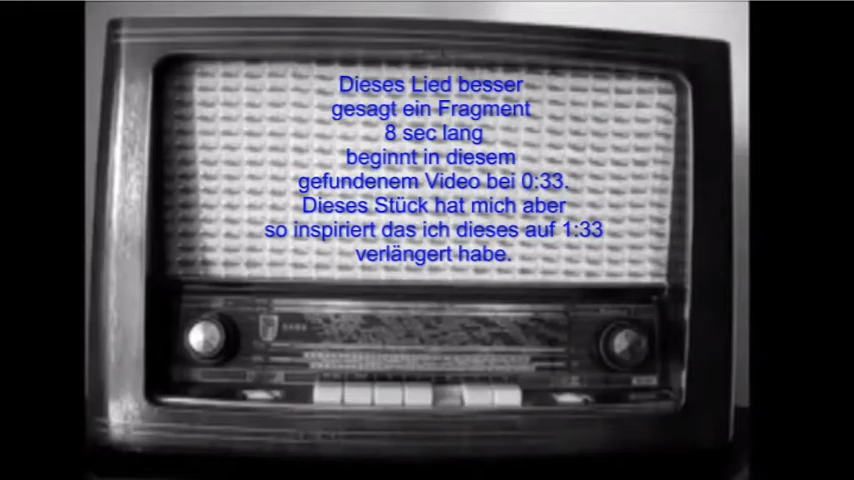 Dieses Lied besser
gesagt ein Fragment
8 sec lang
beginnt in diesem
gefundenem Video bei 0:33.
Dieses Stück hat mich aber
so inspiriert das ich dieses auf 1:33
verlängert habe.